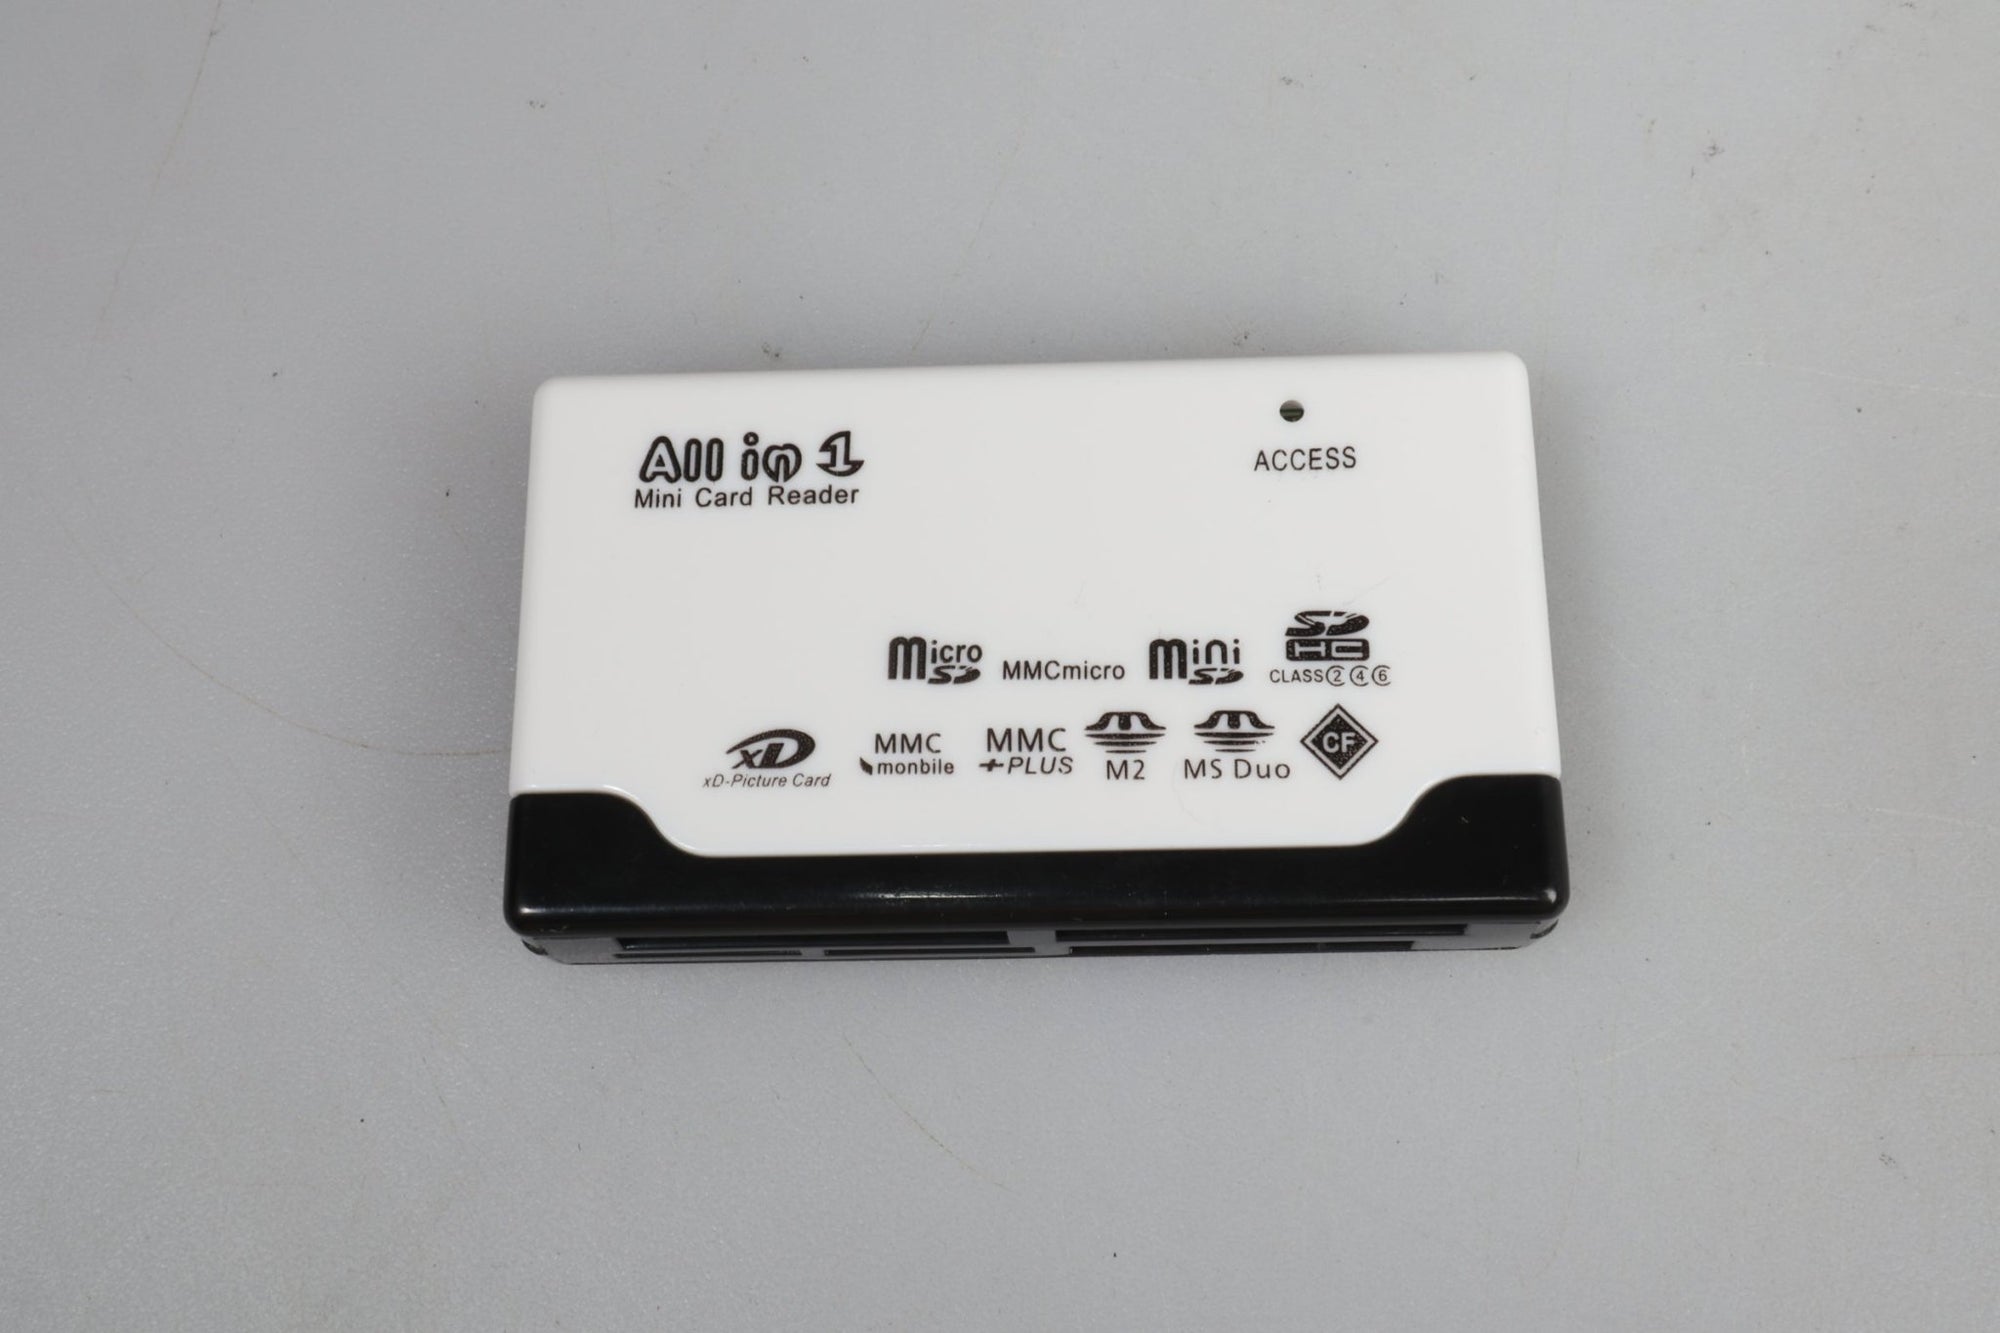 All in 1
Mini Card Reader
ACCESS
Micro SD MMCmicro mini SD SD HC
CLASS 2 4 6
xD MMC MMC M2 MS Duo CF
xD-Picture Card monbile +PLUS